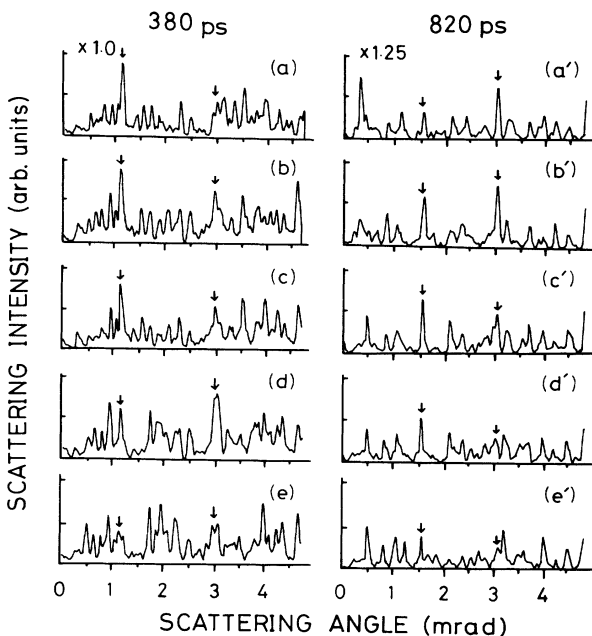 380 ps
820 ps
x 1.0
(a)
x1.25
(a′)
(b)
(b′)
(c)
(c′)
(d)
(d′)
(e)
(e′)
SCATTERING INTENSITY (arb. units)
0 1 2 3 4
0 1 2 3 4
SCATTERING ANGLE (mrad)